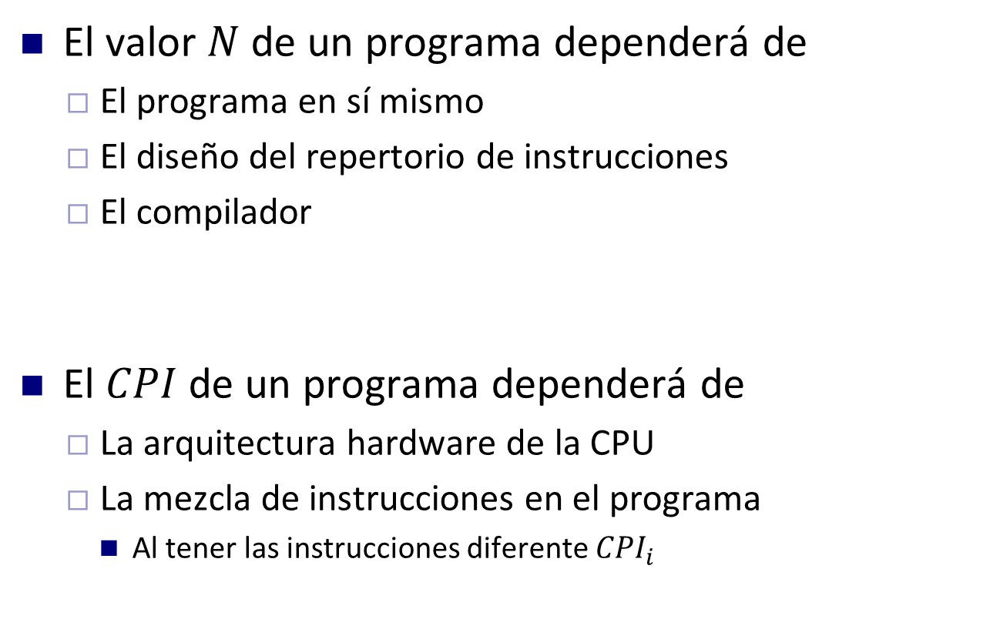 El valor N de un programa dependerá de
El programa en sí mismo
El diseño del repertorio de instrucciones
El compilador
El CPI de un programa dependerá de
La arquitectura hardware de la CPU
La mezcla de instrucciones en el programa
Al tener las instrucciones diferente CPIᵢ